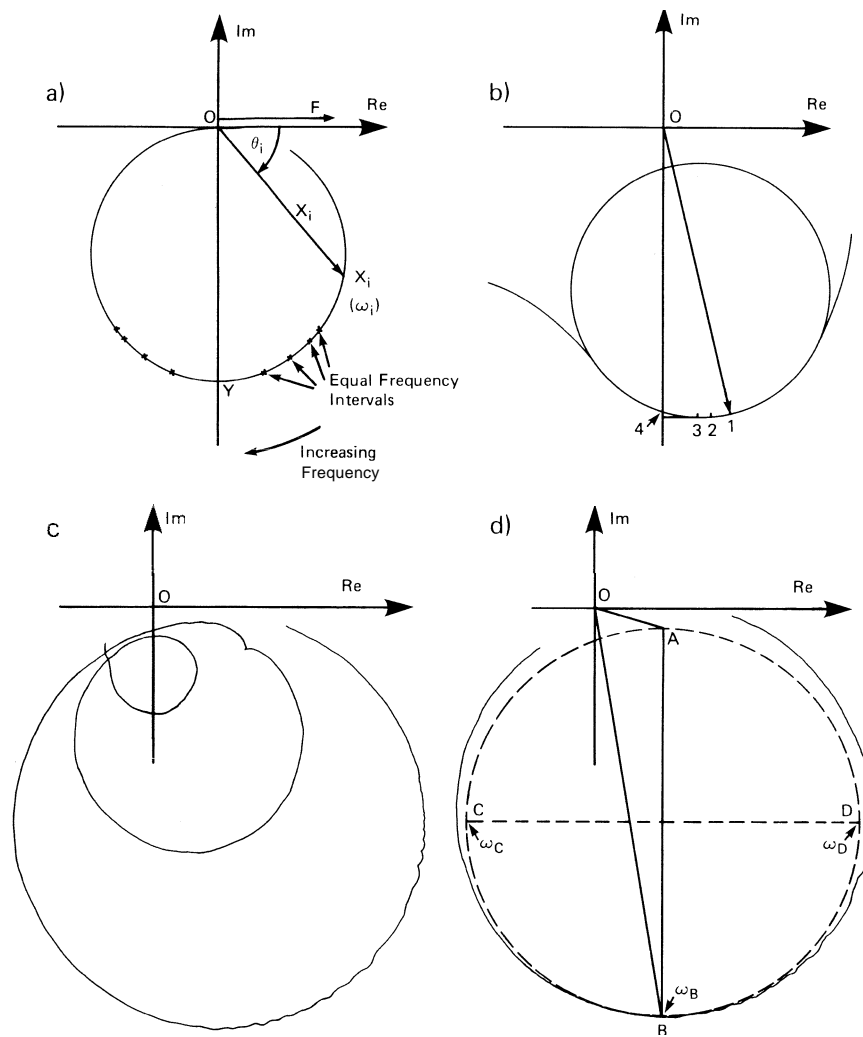 a)
Im
Re
O
F
θi
Xi
Xi
(ωi)
Y
Equal Frequency
Intervals
Increasing
Frequency
b)
Im
O
4
3 2 1
c
Im
Re
O
d)
Im
Re
O
A
C
D
ωC
ωD
ωB
B